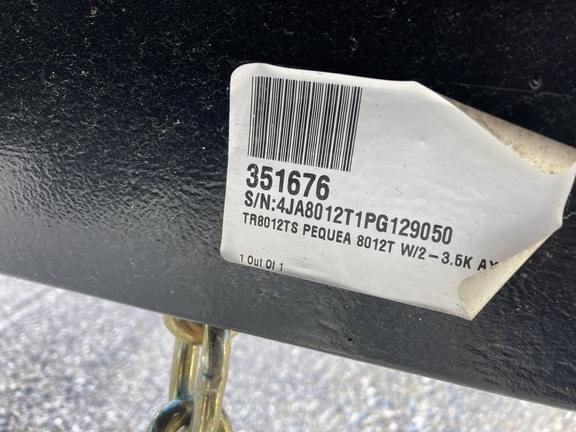 351676
S/N:4JA8012T1PG129050
TR8012TS PEQUEA 8012T W/2-3.5K AX
1 Out Of 1